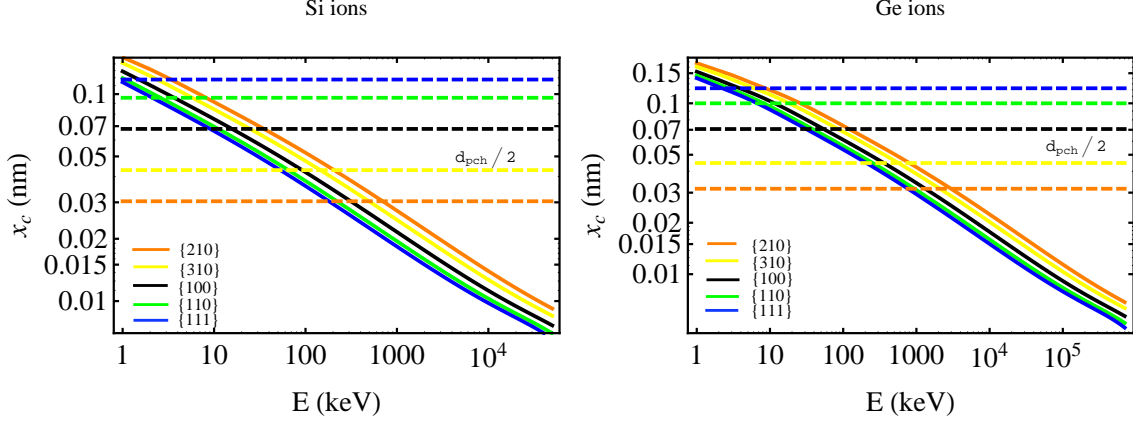 Si ions
x_c (nm)
0.1
0.07
0.05
0.03
0.02
0.015
0.01
d_pch / 2
{210}
{310}
{100}
{110}
{111}
1 10 100 1000 10^4
E (keV)
Ge ions
x_c (nm)
0.15
0.1
0.07
0.05
0.03
0.02
0.015
0.01
d_pch / 2
{210}
{310}
{100}
{110}
{111}
1 10 100 1000 10^4 10^5
E (keV)